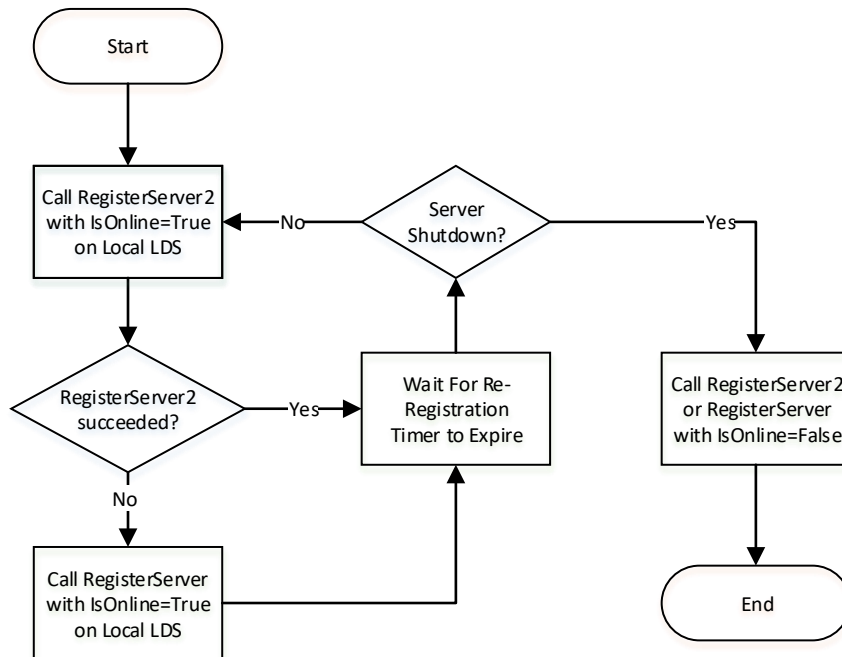 Start
Call RegisterServer2
with IsOnline=True
on Local LDS
No
Server
Shutdown?
Yes
RegisterServer2
succeeded?
Yes
Wait For Re-
Registration
Timer to Expire
Call RegisterServer2
or RegisterServer
with IsOnline=False
No
Call RegisterServer
with IsOnline=True
on Local LDS
End